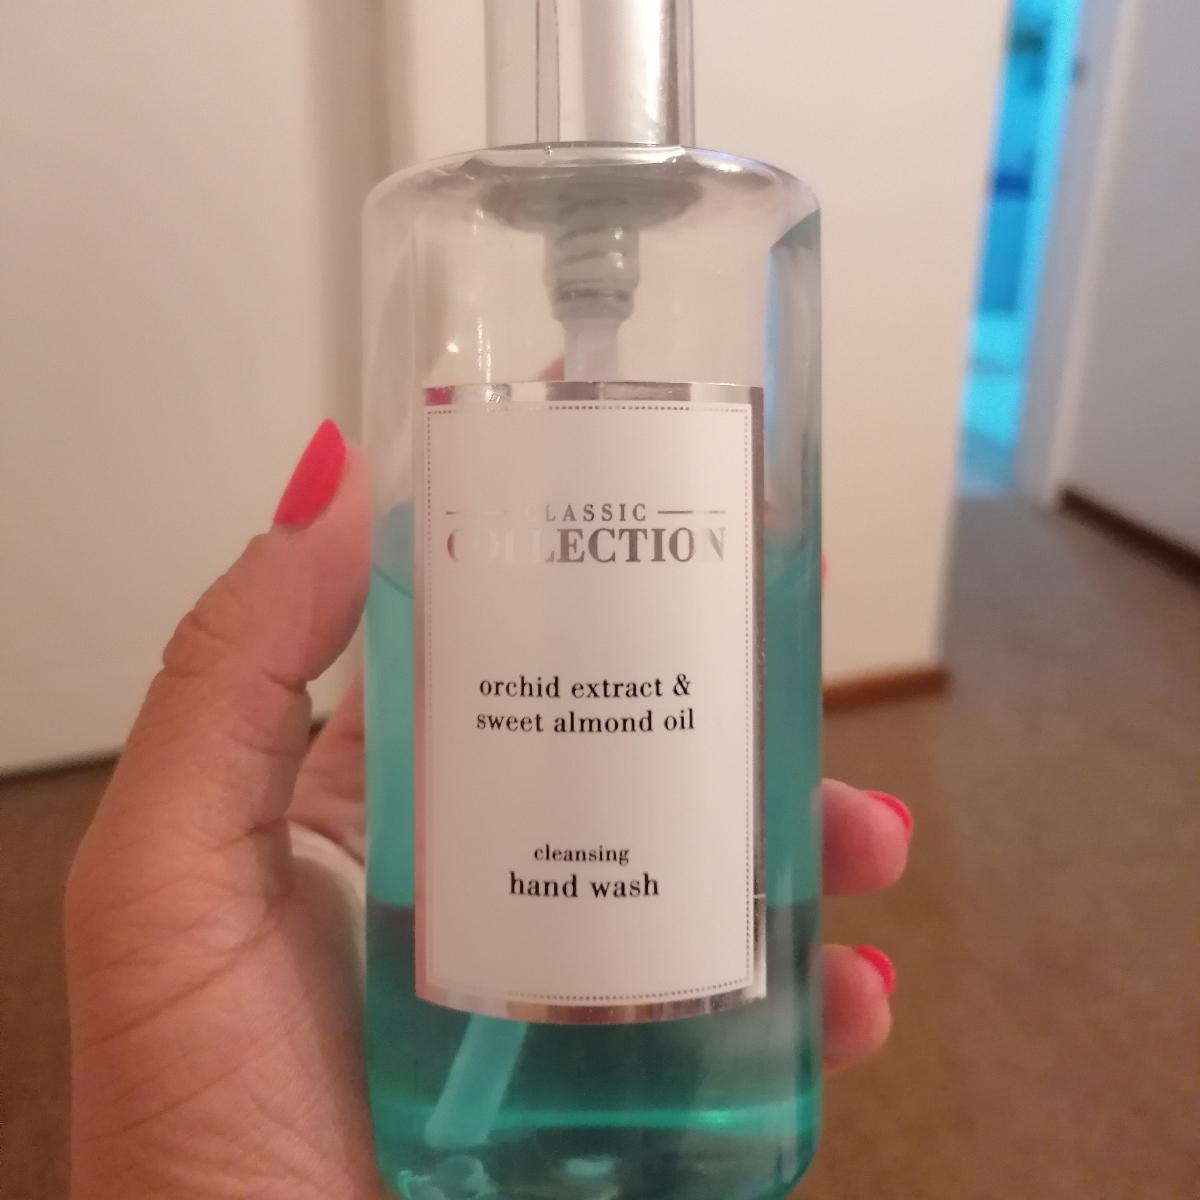 CLASSIC
COLLECTION
orchid extract &
sweet almond oil
cleansing
hand wash